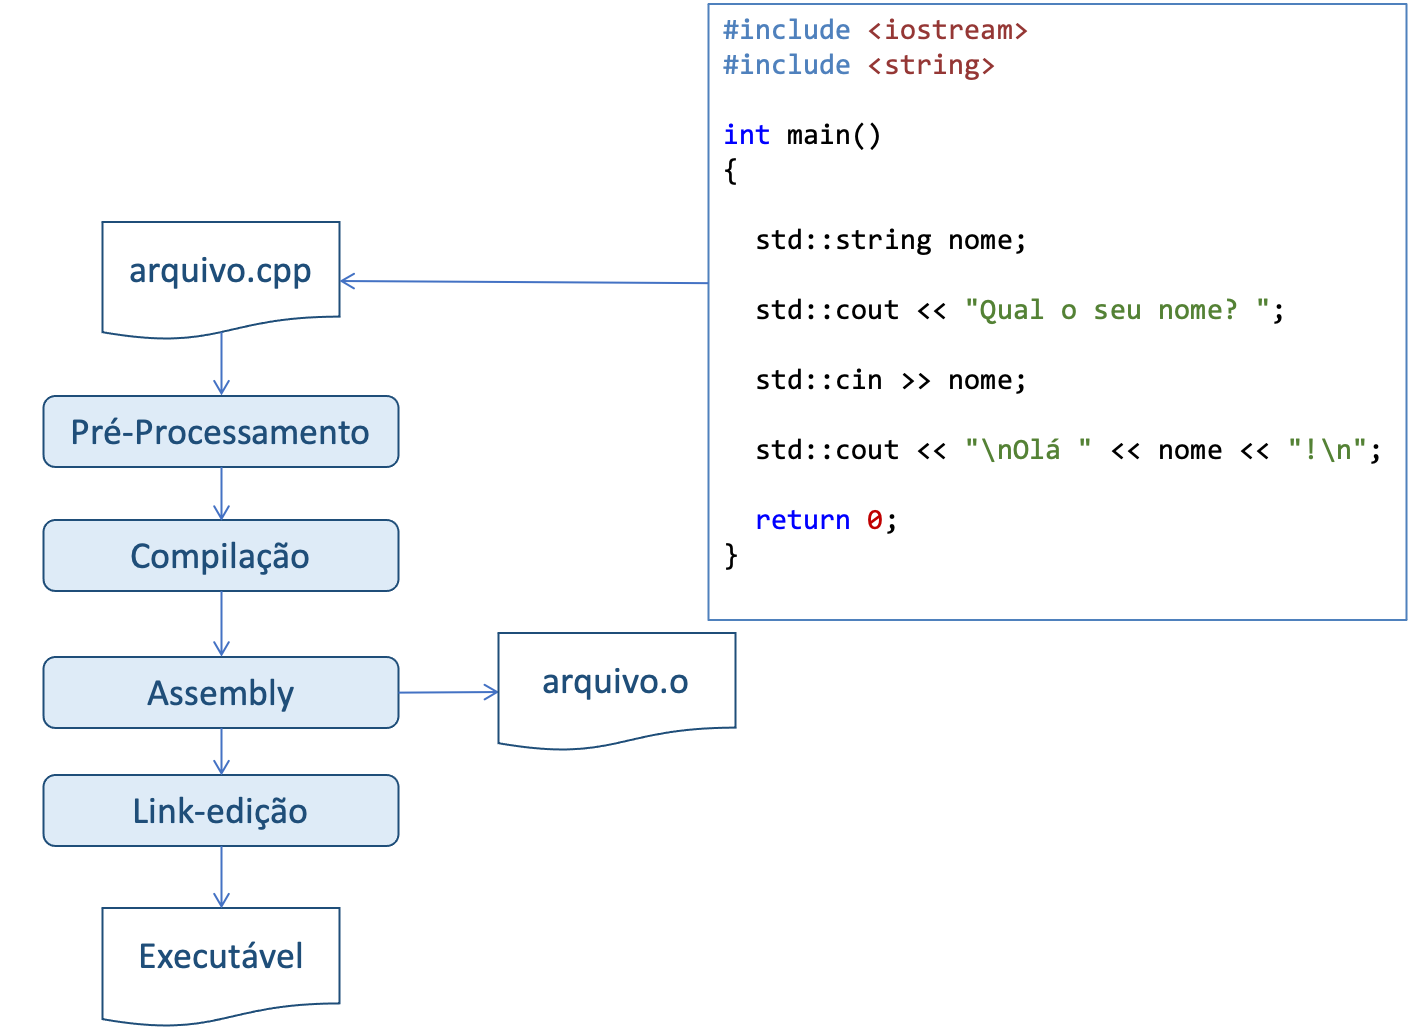 #include <iostream>
#include <string>
int main()
{
std::string nome;
std::cout << "Qual o seu nome? ";
std::cin >> nome;
std::cout << "\nOlá " << nome << "!\n";
return 0;
}
arquivo.cpp
Pré-Processamento
Compilação
Assembly
arquivo.o
Link-edição
Executável